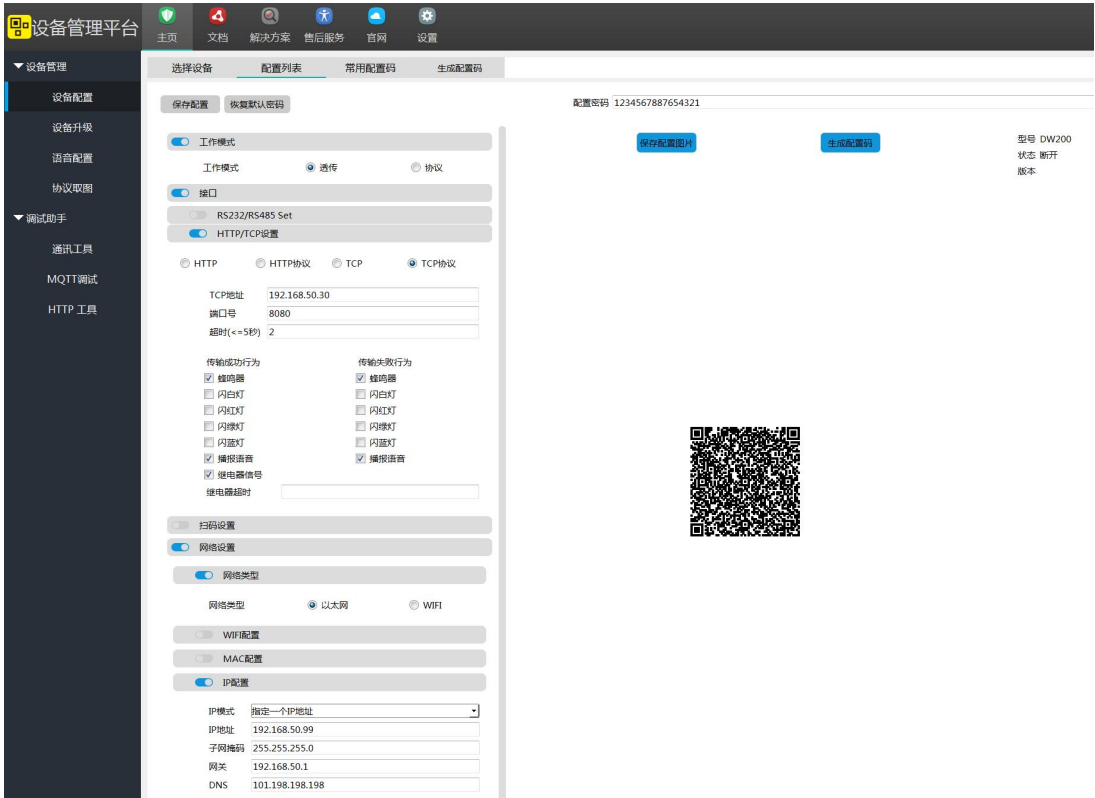 设备管理平台
主页 文档 解决方案 售后服务 官网 设置
设备管理
设备配置
设备升级
语音配置
协议取图
调试助手
通讯工具
MQTT调试
HTTP 工具
选择设备 配置列表 常用配置码 生成配置码
保存配置 恢复默认密码
配置密码 1234567887654321
保存配置图片 生成配置码
型号 DW200
状态 断开
版本
工作模式
工作模式 透传 协议
接口
RS232/RS485 Set
HTTP/TCP设置
HTTP HTTP协议 TCP TCP协议
TCP地址 192.168.50.30
端口号 8080
超时(<=5秒) 2
传输成功行为 传输失败行为
蜂鸣器 蜂鸣器
闪白灯 闪白灯
闪红灯 闪红灯
闪绿灯 闪绿灯
闪蓝灯 闪蓝灯
播报语音 播报语音
继电器信号
继电器超时
扫码设置
网络设置
网络类型
网络类型 以太网 WIFI
WIFI配置
MAC配置
IP配置
IP模式 指定一个IP地址
IP地址 192.168.50.99
子网掩码 255.255.255.0
网关 192.168.50.1
DNS 101.198.198.198